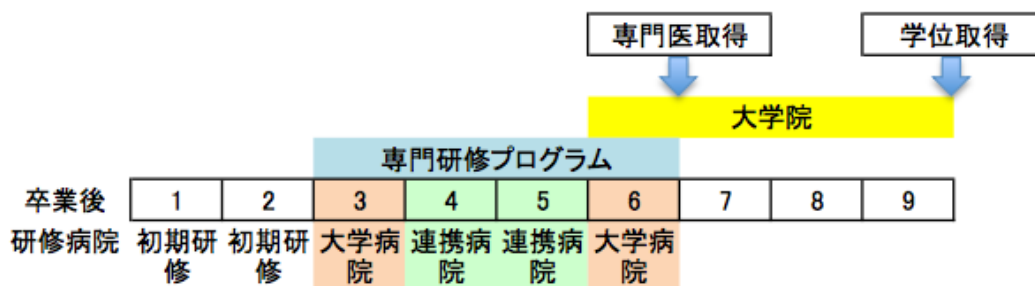 専門医取得 学位取得
大学院
専門研修プログラム
卒業後 1 2 3 4 5 6 7 8 9
研修病院 初期研修 初期研修 大学病院 連携病院 連携病院 大学病院